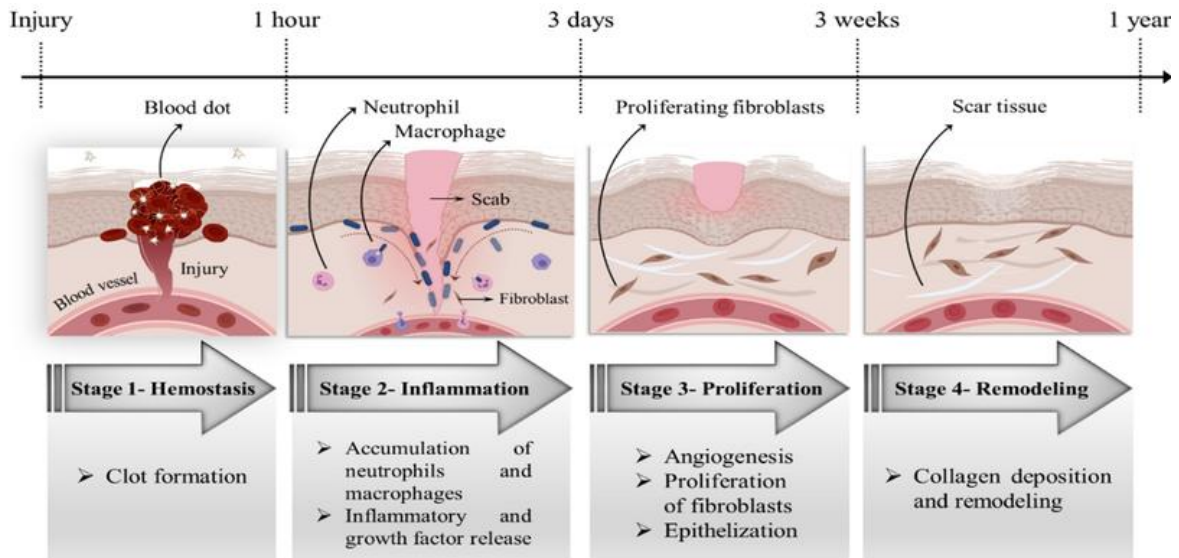 Injury 1 hour 3 days 3 weeks 1 year
Blood dot
Neutrophil
Macrophage
Proliferating fibroblasts
Scar tissue
Scab
Injury
Blood vessel
Fibroblast
Stage 1- Hemostasis
Stage 2- Inflammation
Stage 3- Proliferation
Stage 4- Remodeling
➢ Clot formation
➢ Accumulation of
neutrophils and
macrophages
➢ Inflammatory and
growth factor release
➢ Angiogenesis
➢ Proliferation
of fibroblasts
➢ Epithelization
➢ Collagen deposition
and remodeling